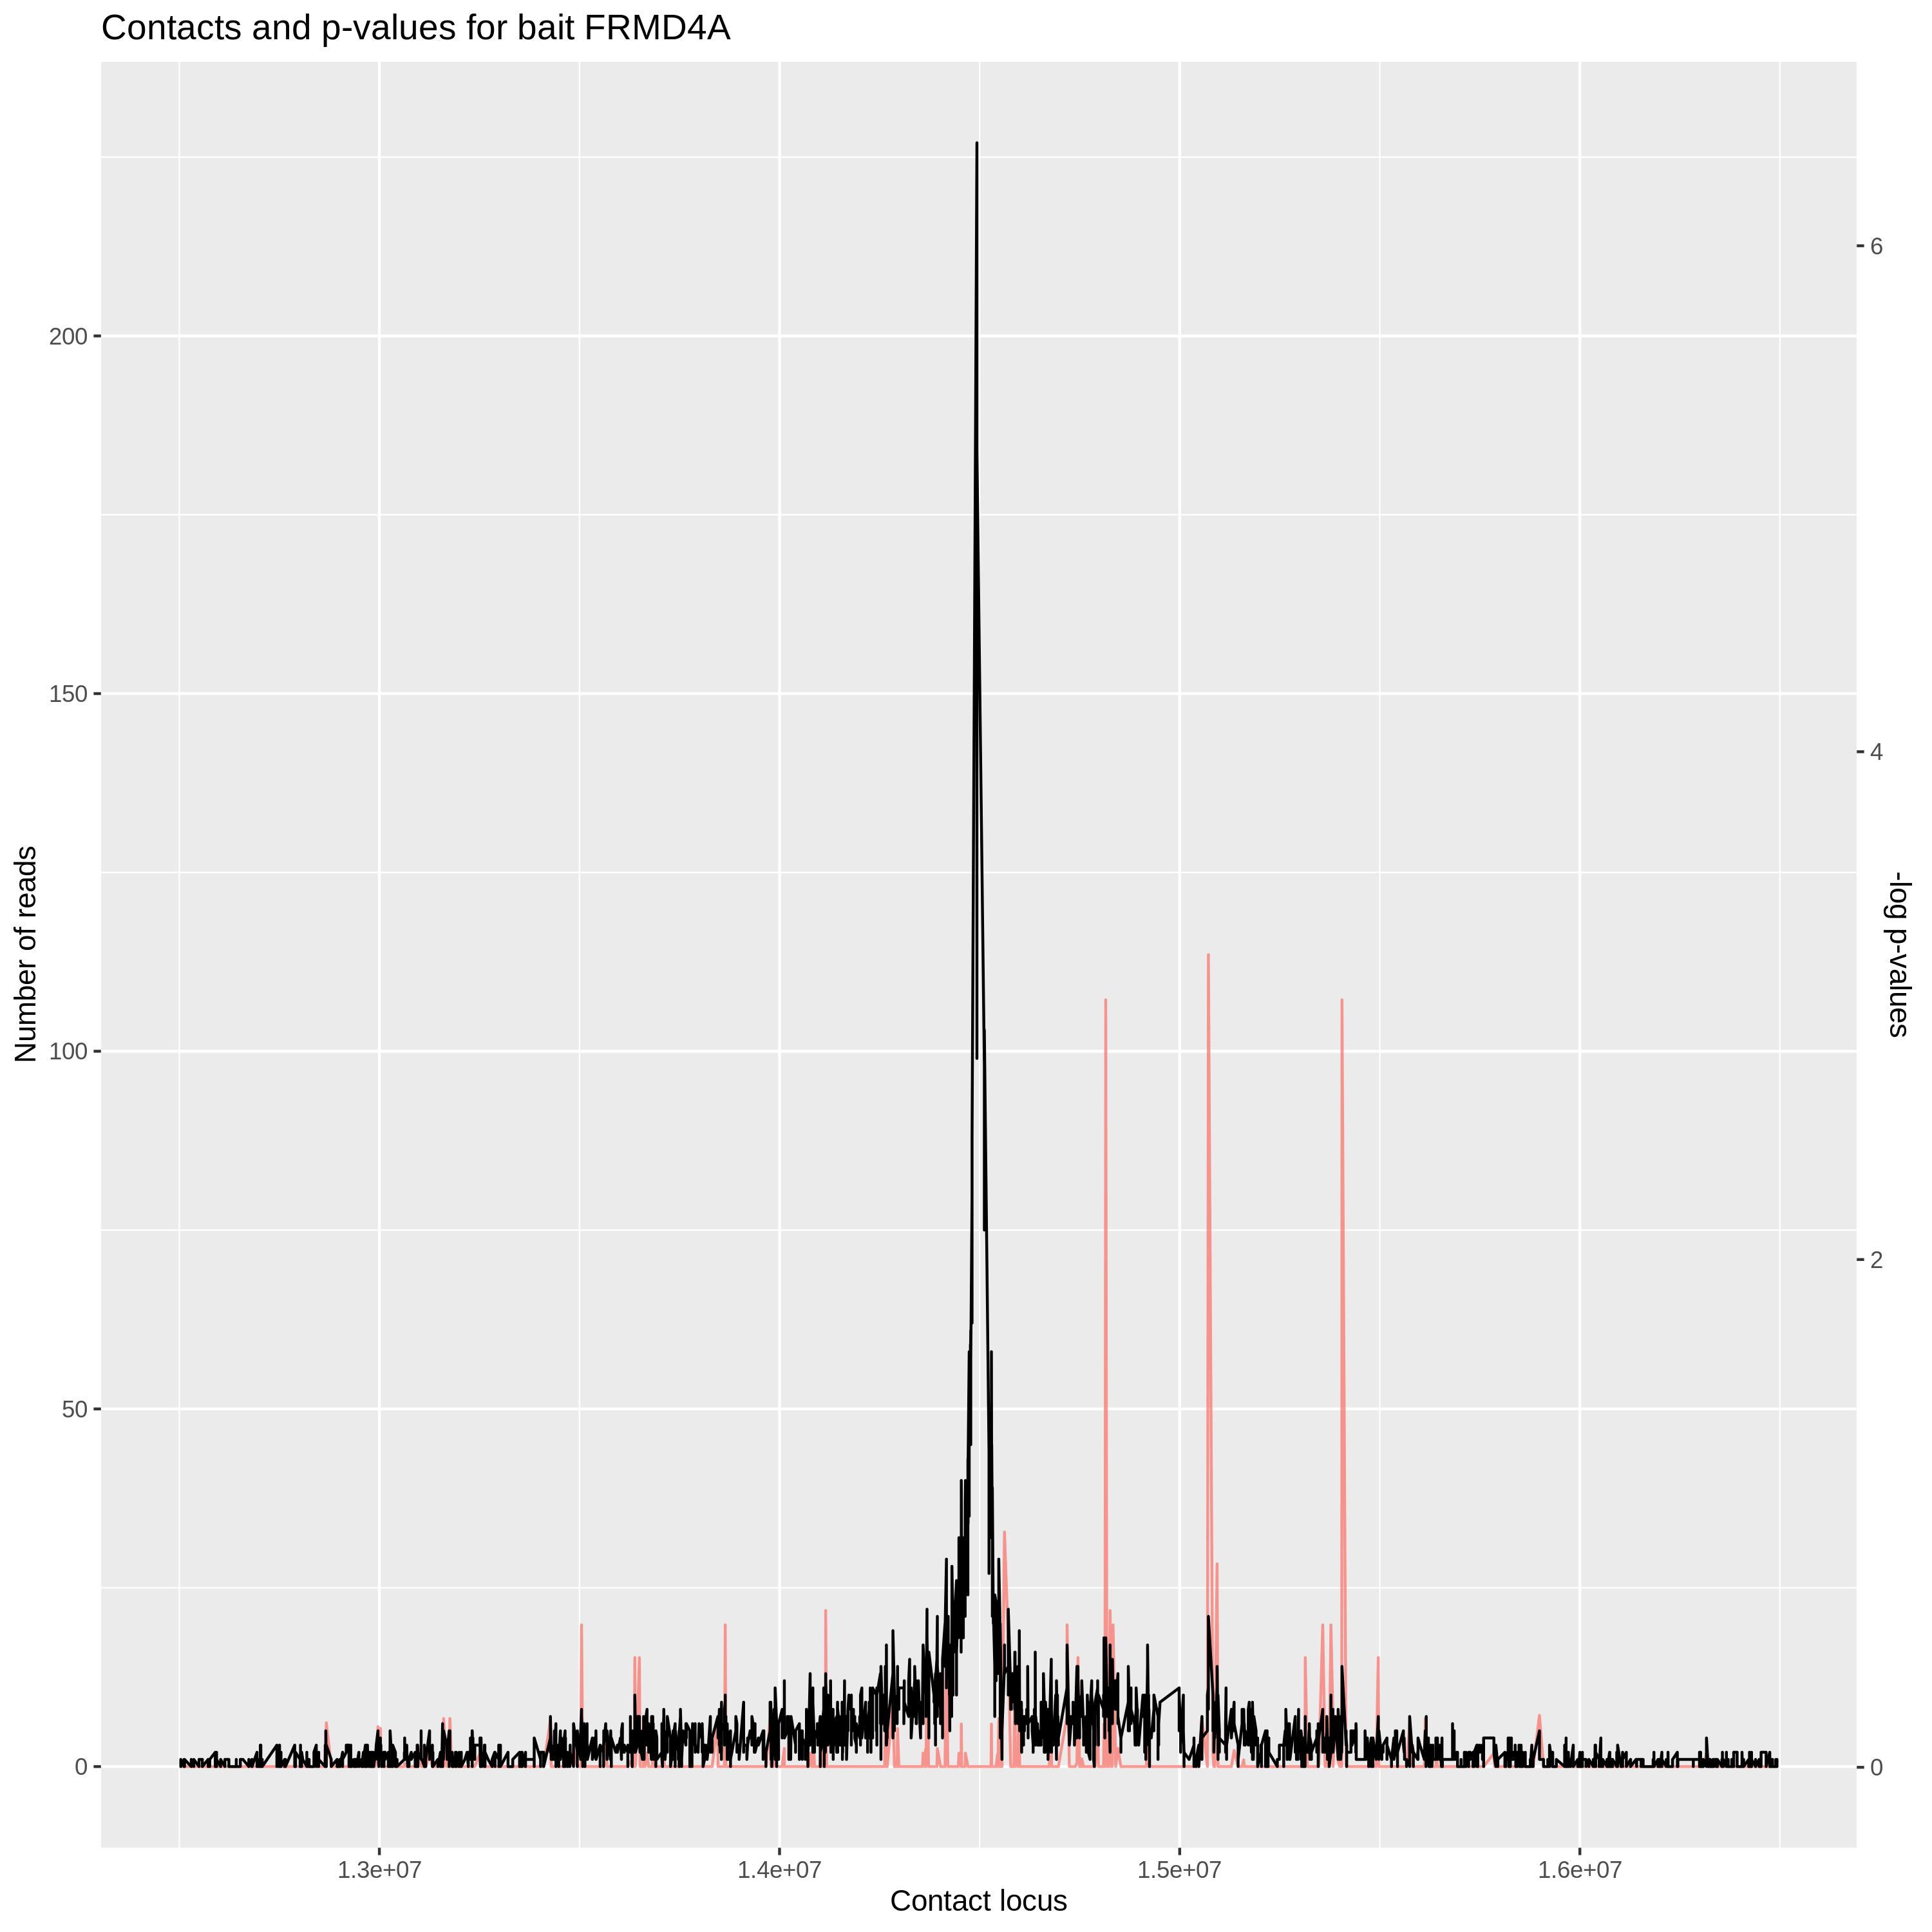 Contacts and p-values for bait FRMD4A
Number of reads
200
150
100
50
0
6
4
2
0
-log p-values
1.3e+07
1.4e+07
1.5e+07
1.6e+07
Contact locus